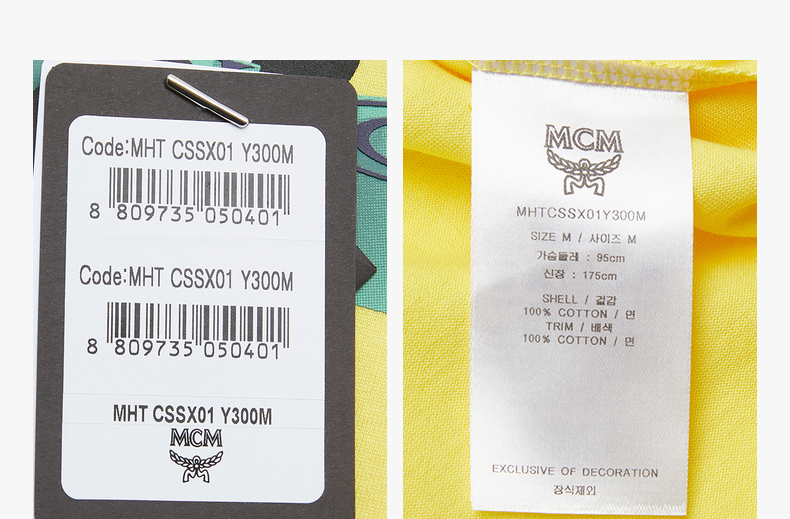 Code:MHT CSSX01 Y300M
8 809735 050401
Code:MHT CSSX01 Y300M
8 809735 050401
MHT CSSX01 Y300M
MCM
MCM
MHTCSSX01Y300M
SIZE M / 사이즈 M
가슴둘레 : 95cm
신장 : 175cm
SHELL / 겉감
100% COTTON / 면
TRIM / 배색
100% COTTON / 면
EXCLUSIVE OF DECORATION
장식제외